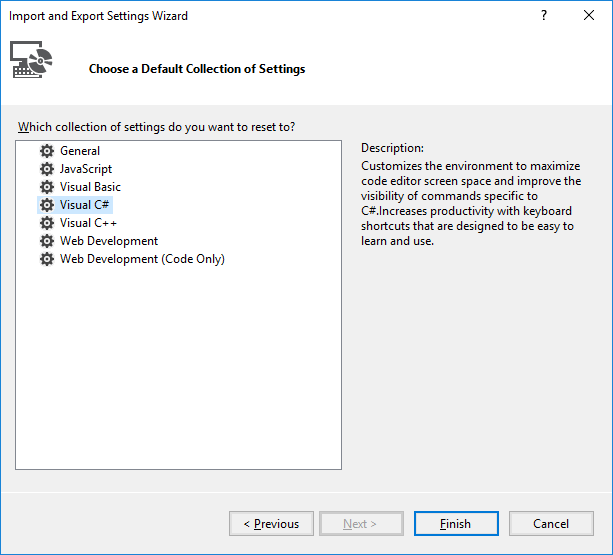 Import and Export Settings Wizard
?
Choose a Default Collection of Settings
Which collection of settings do you want to reset to?
General
JavaScript
Visual Basic
Visual C#
Visual C++
Web Development
Web Development (Code Only)
Description:
Customizes the environment to maximize
code editor screen space and improve the
visibility of commands specific to
C#.Increases productivity with keyboard
shortcuts that are designed to be easy to
learn and use.
< Previous
Next >
Finish
Cancel